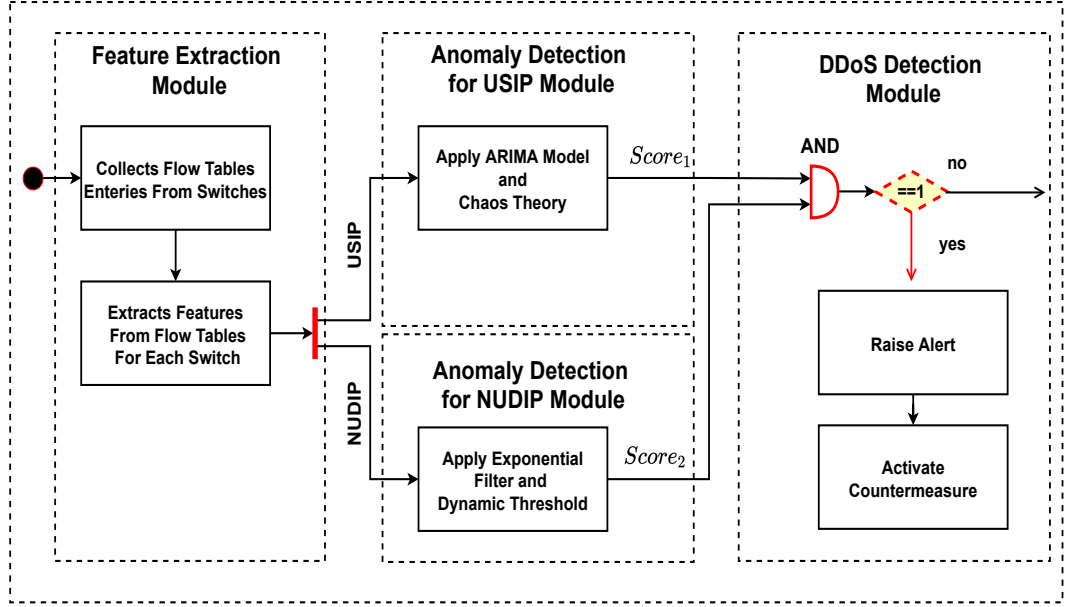 Feature Extraction
Module
Collects Flow Tables
Enteries From Switches
Extracts Features
From Flow Tables
For Each Switch
USIP
NUDIP
Anomaly Detection
for USIP Module
Apply ARIMA Model
and
Chaos Theory
Score1
Anomaly Detection
for NUDIP Module
Apply Exponential
Filter and
Dynamic Threshold
Score2
DDoS Detection
Module
AND
==1
no
yes
Raise Alert
Activate
Countermeasure